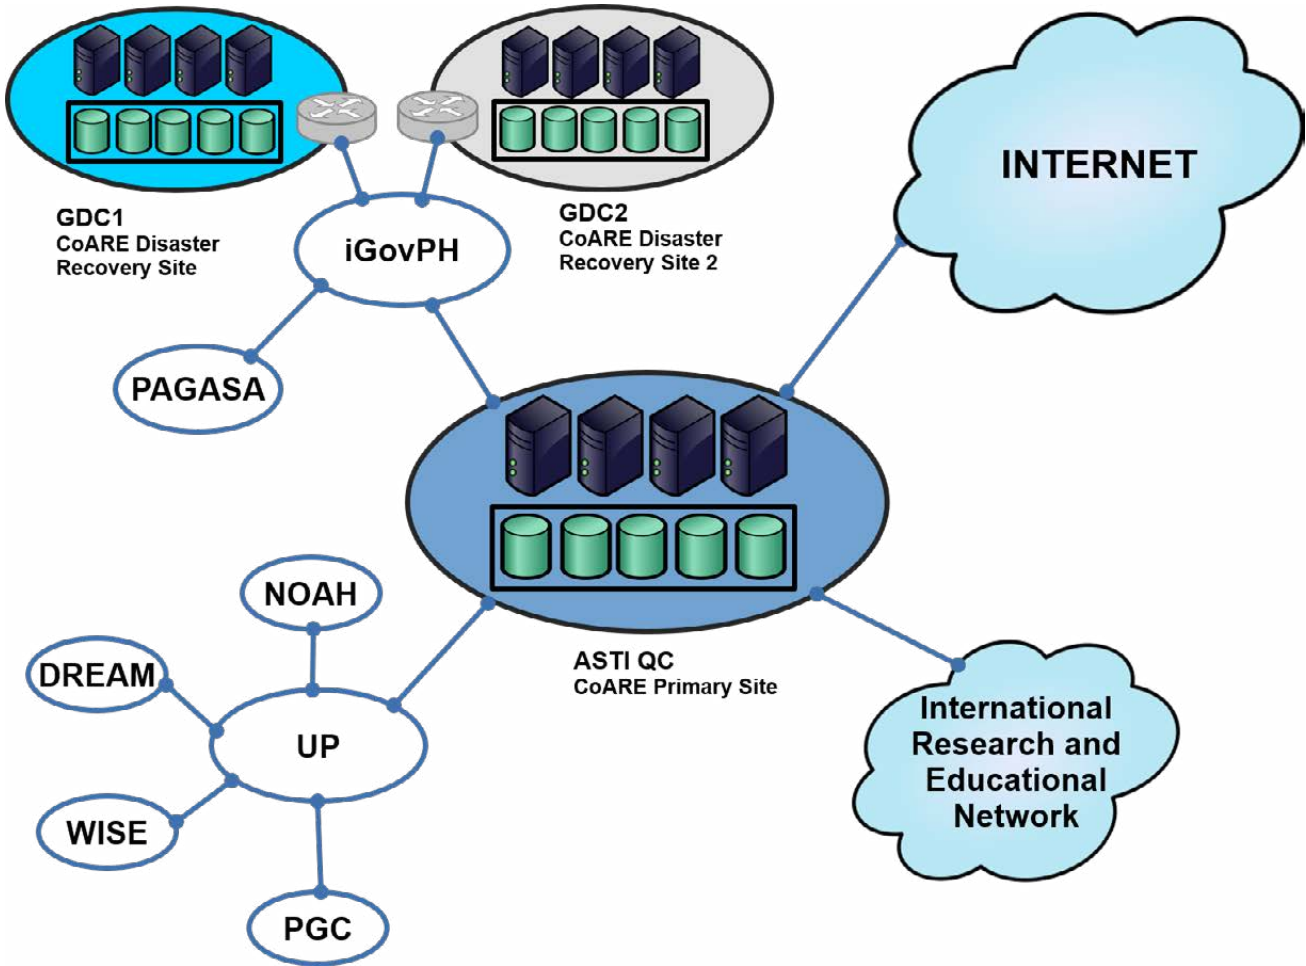 GDC1
CoARE Disaster
Recovery Site
iGovPH
GDC2
CoARE Disaster
Recovery Site 2
INTERNET
PAGASA
ASTI QC
CoARE Primary Site
NOAH
DREAM
UP
WISE
PGC
International
Research and
Educational
Network